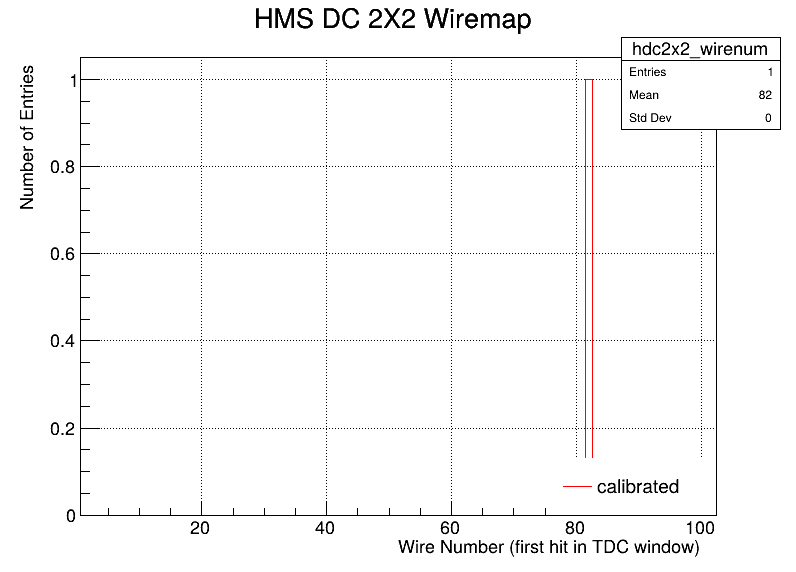 HMS DC 2X2 Wiremap
hdc2x2_wirenum
Entries 1
Mean 82
Std Dev 0
Number of Entries
1
0.8
0.6
0.4
0.2
0
calibrated
20 40 60 80 100
Wire Number (first hit in TDC window)